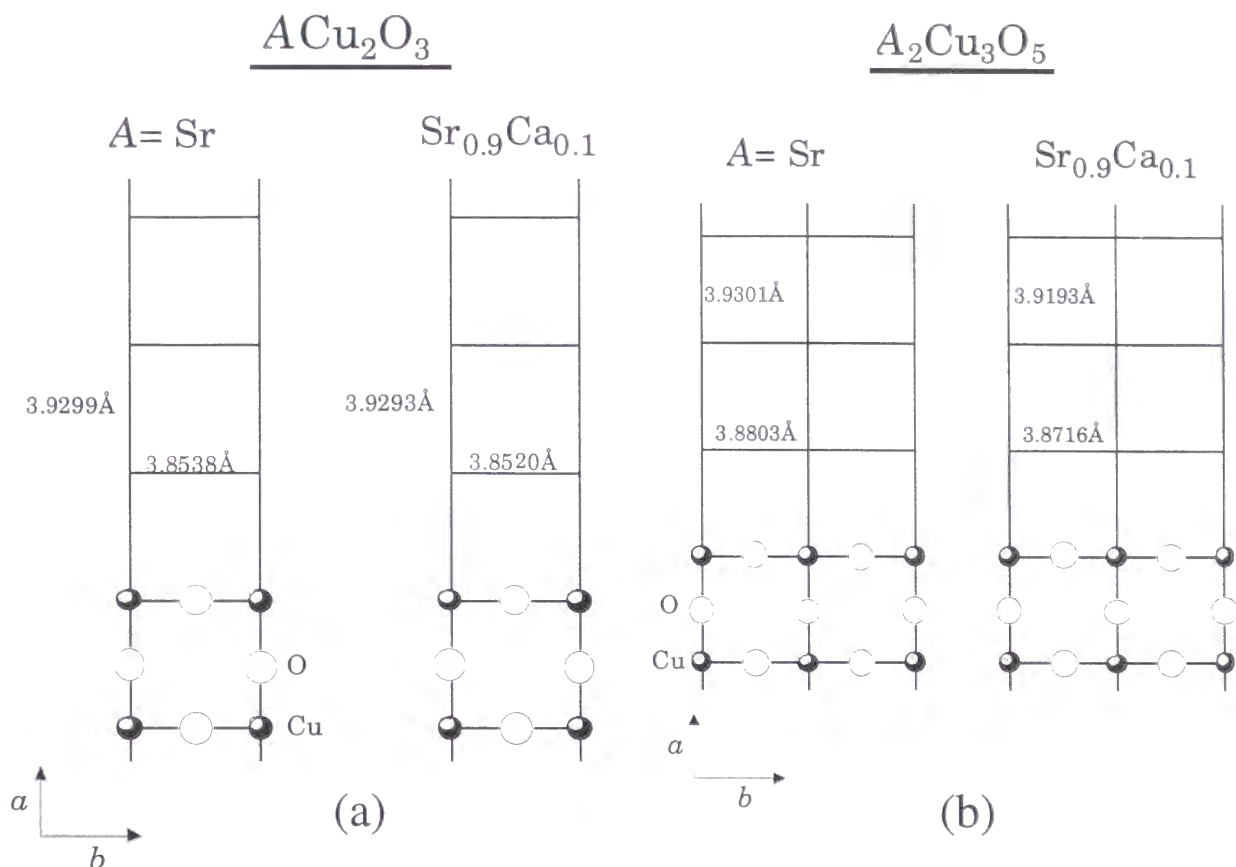 ACu₂O₃
A= Sr
Sr₀.₉Ca₀.₁
3.9299Å
3.8538Å
3.9293Å
3.8520Å
O
Cu
a
b
(a)
A₂Cu₃O₅
A= Sr
Sr₀.₉Ca₀.₁
3.9301Å
3.8803Å
3.9193Å
3.8716Å
O
Cu
a
b
(b)